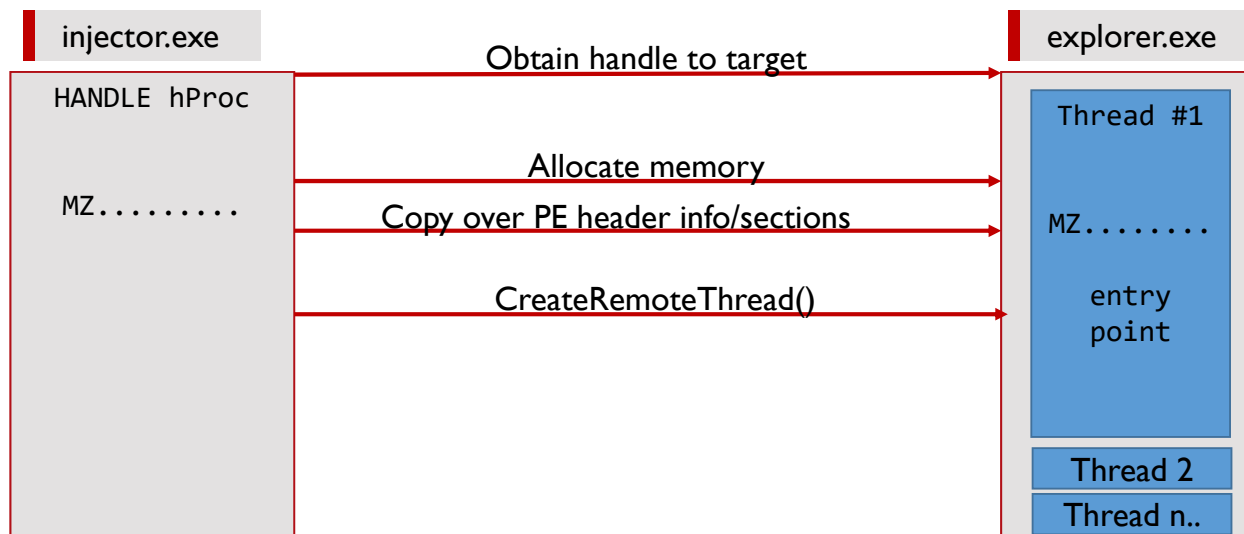 injector.exe
explorer.exe
Obtain handle to target
HANDLE hProc
Thread #1
Allocate memory
MZ.........
Copy over PE header info/sections
MZ........
CreateRemoteThread()
entry
point
Thread 2
Thread n..